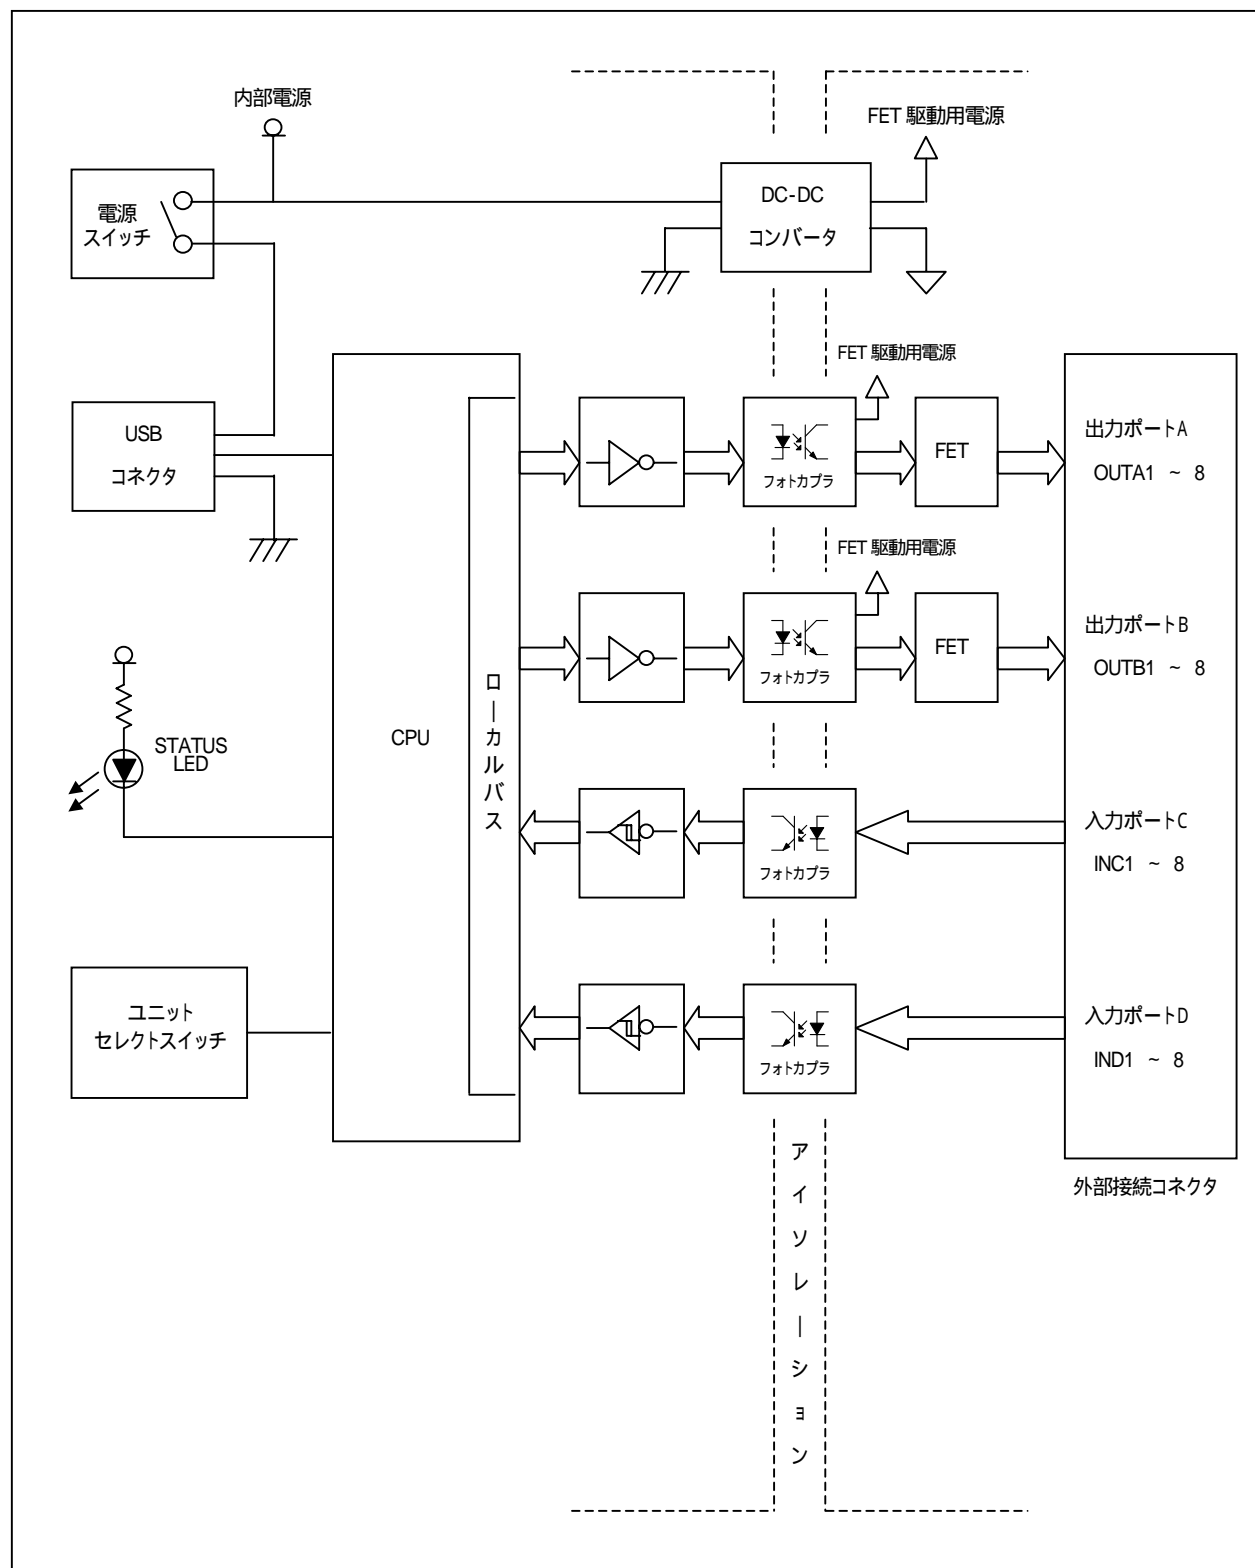 内部電源
FET 駆動用電源
電源
スイッチ
DC-DC
コンバータ
FET 駆動用電源
USB
コネクタ
フォトカプラ
FET
出力ポートA
OUTA1 ~ 8
FET 駆動用電源
フォトカプラ
FET
出力ポートB
OUTB1 ~ 8
STATUS
LED
CPU
ローカルバス
フォトカプラ
入力ポートC
INC1 ~ 8
ユニット
セレクトスイッチ
フォトカプラ
入力ポートD
IND1 ~ 8
アイソレーション
外部接続コネクタ